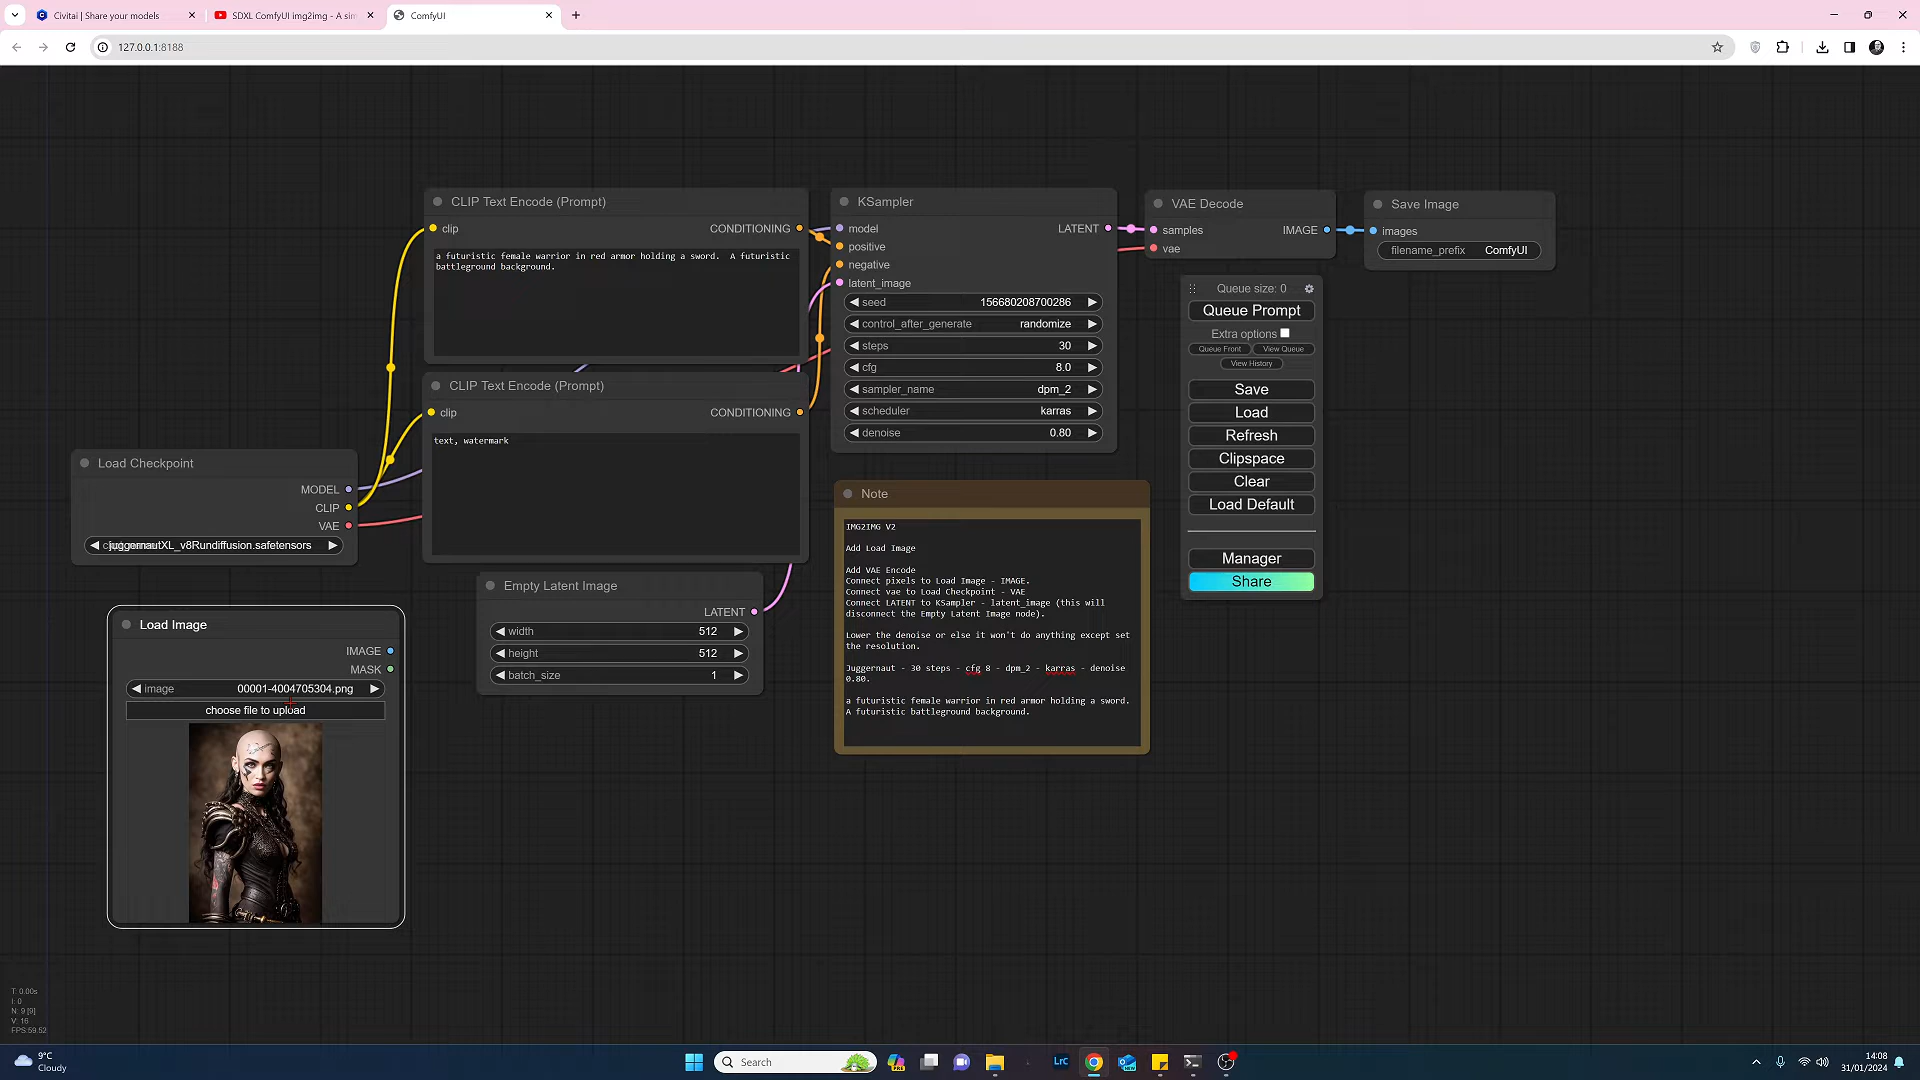 Civitai | Share your models
SDXL ComfyUI img2img - A sim
ComfyUI
127.0.0.1:8188
CLIP Text Encode (Prompt)
clip
CONDITIONING
a futuristic female warrior in red armor holding a sword.  A futuristic
battleground background.
CLIP Text Encode (Prompt)
clip
CONDITIONING
text, watermark
Load Checkpoint
MODEL
CLIP
VAE
juggernautXL_v8Rundiffusion.safetensors
Load Image
IMAGE
MASK
image 00001-4004705304.png
choose file to upload
Empty Latent Image
LATENT
width 512
height 512
batch_size 1
KSampler
model
LATENT
positive
negative
latent_image
seed 156680208700286
control_after_generate randomize
steps 30
cfg 8.0
sampler_name dpm_2
scheduler karras
denoise 0.80
Note
IMG2IMG V2
Add Load Image
Add VAE Encode
Connect pixels to Load Image - IMAGE.
Connect vae to Load Checkpoint - VAE
Connect LATENT to KSampler - latent_image (this will
disconnect the Empty Latent Image node).
Lower the denoise or else it won't do anything except set
the resolution.
Juggernaut - 30 steps - cfg 8 - dpm_2 - karras - denoise
0.80.
a futuristic female warrior in red armor holding a sword.
A futuristic battleground background.
VAE Decode
samples
IMAGE
vae
Save Image
images
filename_prefix ComfyUI
Queue size: 0
Queue Prompt
Extra options
Queue Front View Queue
View History
Save
Load
Refresh
Clipspace
Clear
Load Default
Manager
Share
T: 0.00s
I: 0
N: 9 [9]
V: 16
FPS:59.52
9°C
Cloudy
Search
LrC
14:08
31/01/2024